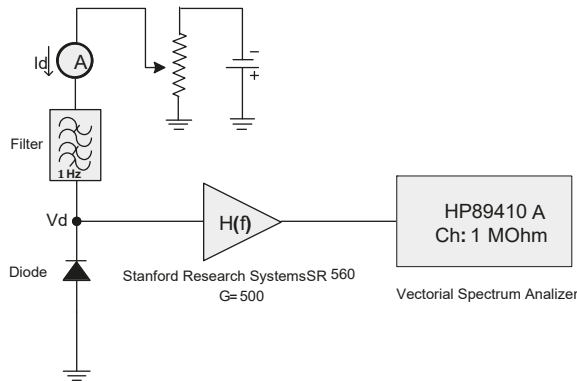 Id
A
−
+
Filter
1 Hz
Vd
H(f)
HP89410 A
Ch: 1 MOhm
Diode
Stanford Research SystemsSR 560
G=500
Vectorial Spectrum Analizer